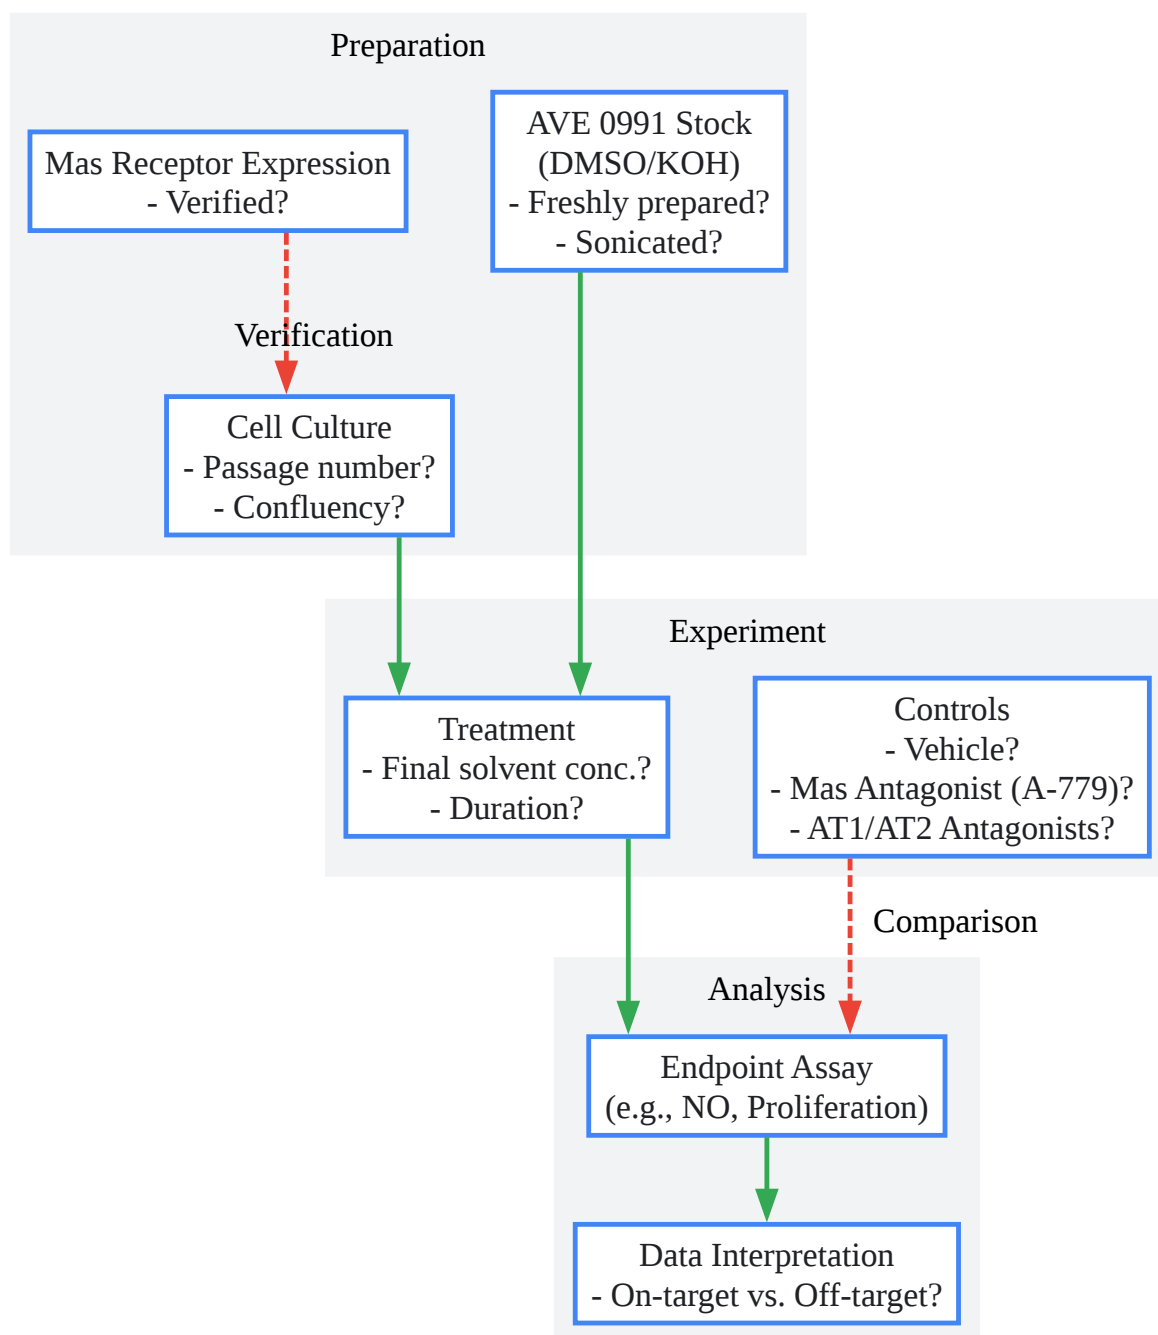 Preparation
Mas Receptor Expression
- Verified?
AVE 0991 Stock
(DMSO/KOH)
- Freshly prepared?
- Sonicated?
Verification
Cell Culture
- Passage number?
- Confluency?
Experiment
Treatment
- Final solvent conc.?
- Duration?
Controls
- Vehicle?
- Mas Antagonist (A-779)?
- AT1/AT2 Antagonists?
Comparison
Analysis
Endpoint Assay
(e.g., NO, Proliferation)
Data Interpretation
- On-target vs. Off-target?